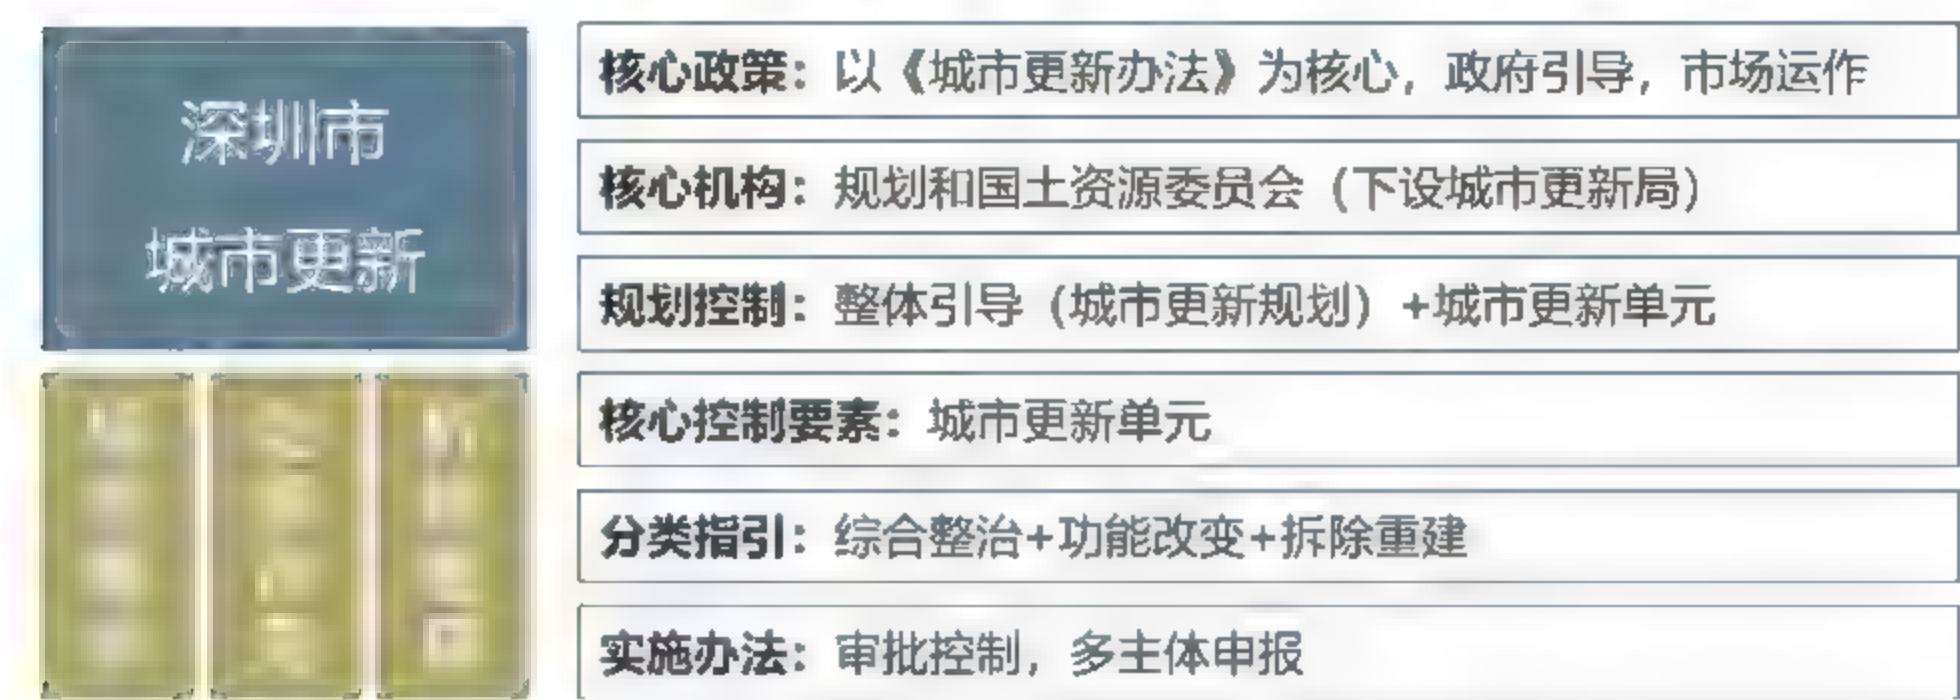 深圳市
城市更新
核心政策：以《城市更新办法》为核心，政府引导，市场运作
核心机构：规划和国土资源委员会（下设城市更新局）
规划控制：整体引导（城市更新规划）+城市更新单元
核心控制要素：城市更新单元
分类指引：综合整治+功能改变+拆除重建
实施办法：审批控制，多主体申报